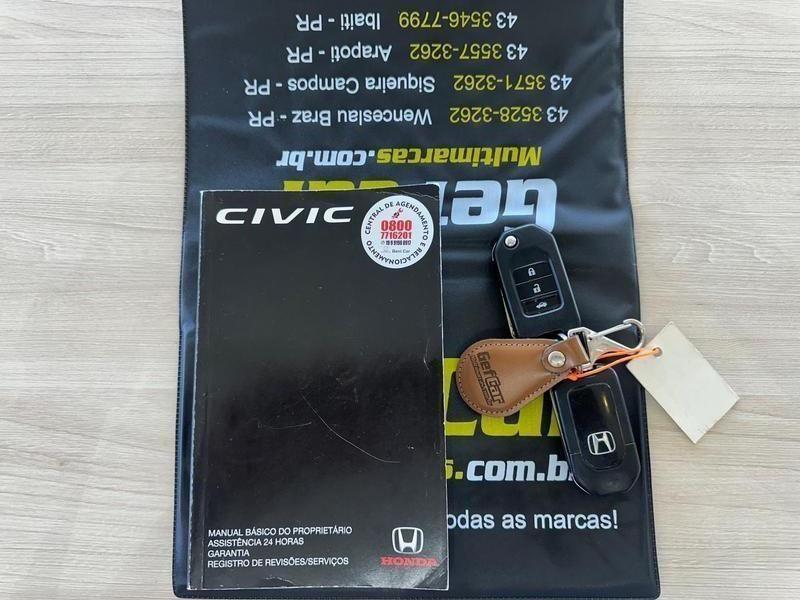 43 3546-7799 Ibaiti - PR
43 3557-3262 Arapoti - PR
43 3571-3262 Siqueira Campos - PR
43 3528-3262 Wenceslau Braz - PR
Multimarcas.com.br
CIVIC
CENTRAL DE AGENDAMENTO E RELACIONAMENTO
0800
7716201
Geficar
.com.b
odas as marcas!
MANUAL BÁSICO DO PROPRIETÁRIO
ASSISTÊNCIA 24 HORAS
GARANTIA
REGISTRO DE REVISÕES/SERVIÇOS
HONDA